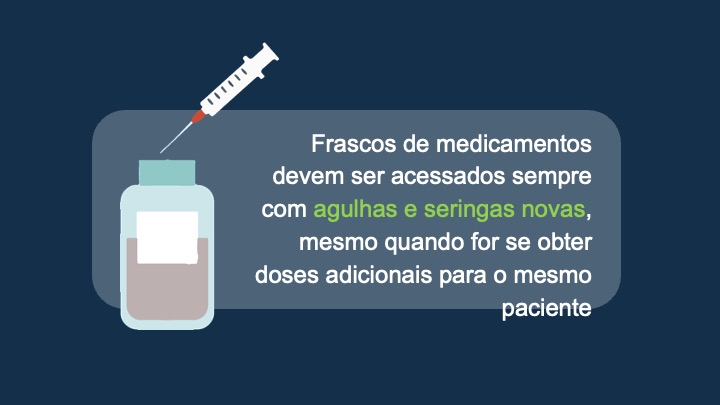 Frascos de medicamentos
devem ser acessados sempre
com agulhas e seringas novas,
mesmo quando for se obter
doses adicionais para o mesmo
paciente